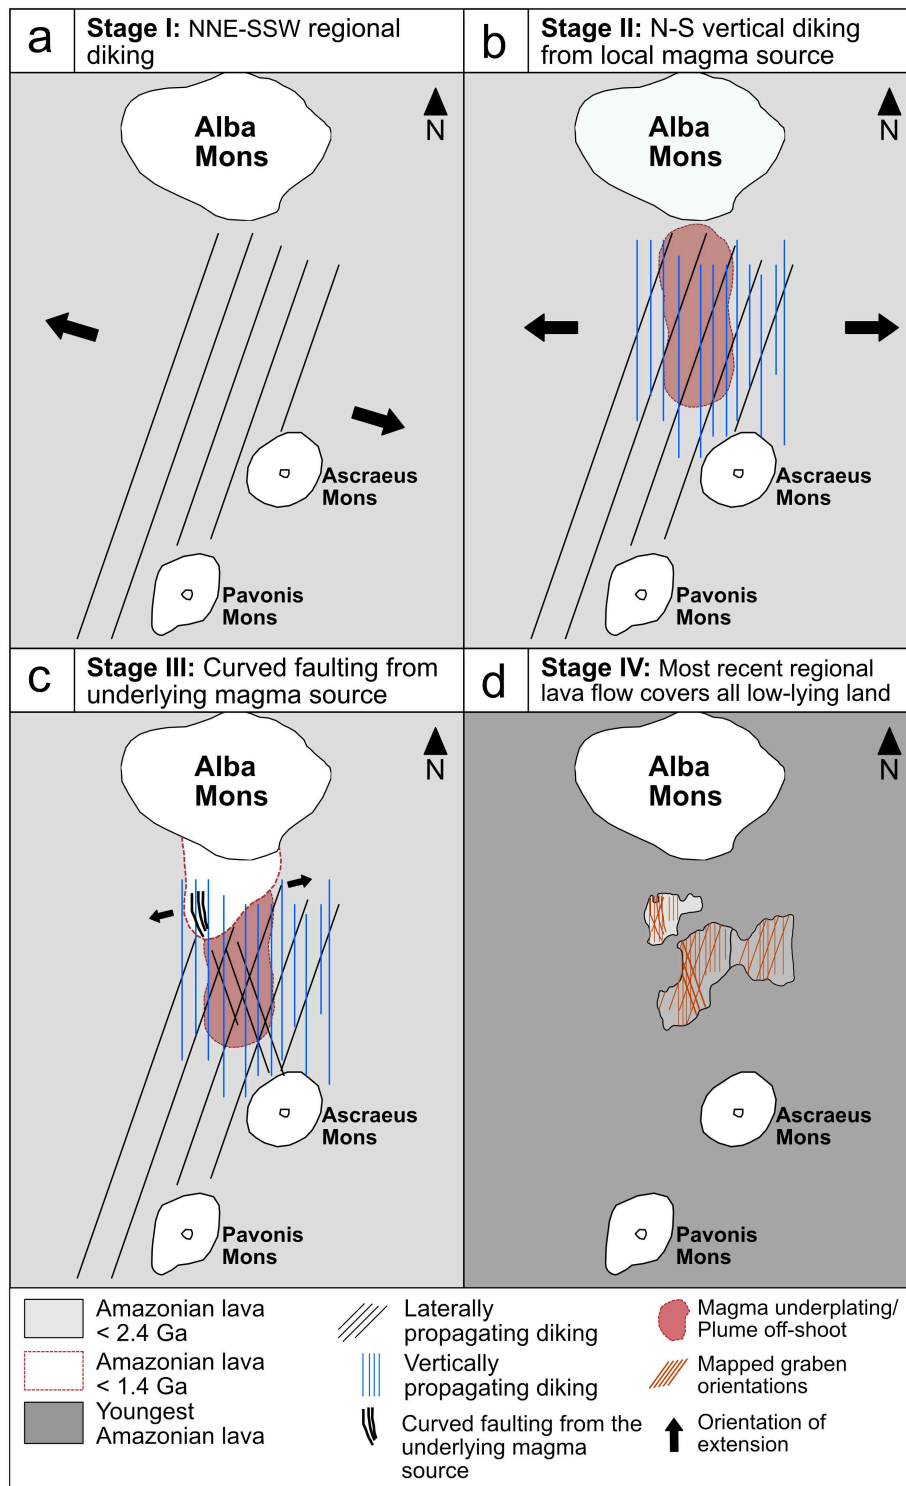 a
Stage I: NNE-SSW regional
diking
Alba
Mons
N
Ascraeus
Mons
Pavonis
Mons
b
Stage II: N-S vertical diking
from local magma source
Alba
Mons
N
Ascraeus
Mons
Pavonis
Mons
c
Stage III: Curved faulting from
underlying magma source
Alba
Mons
N
Ascraeus
Mons
Pavonis
Mons
d
Stage IV: Most recent regional
lava flow covers all low-lying land
Alba
Mons
N
Ascraeus
Mons
Pavonis
Mons
Amazonian lava
< 2.4 Ga
Amazonian lava
< 1.4 Ga
Youngest
Amazonian lava
Laterally
propagating diking
Vertically
propagating diking
Curved faulting from the
underlying magma
source
Magma underplating/
Plume off-shoot
Mapped graben
orientations
Orientation of
extension